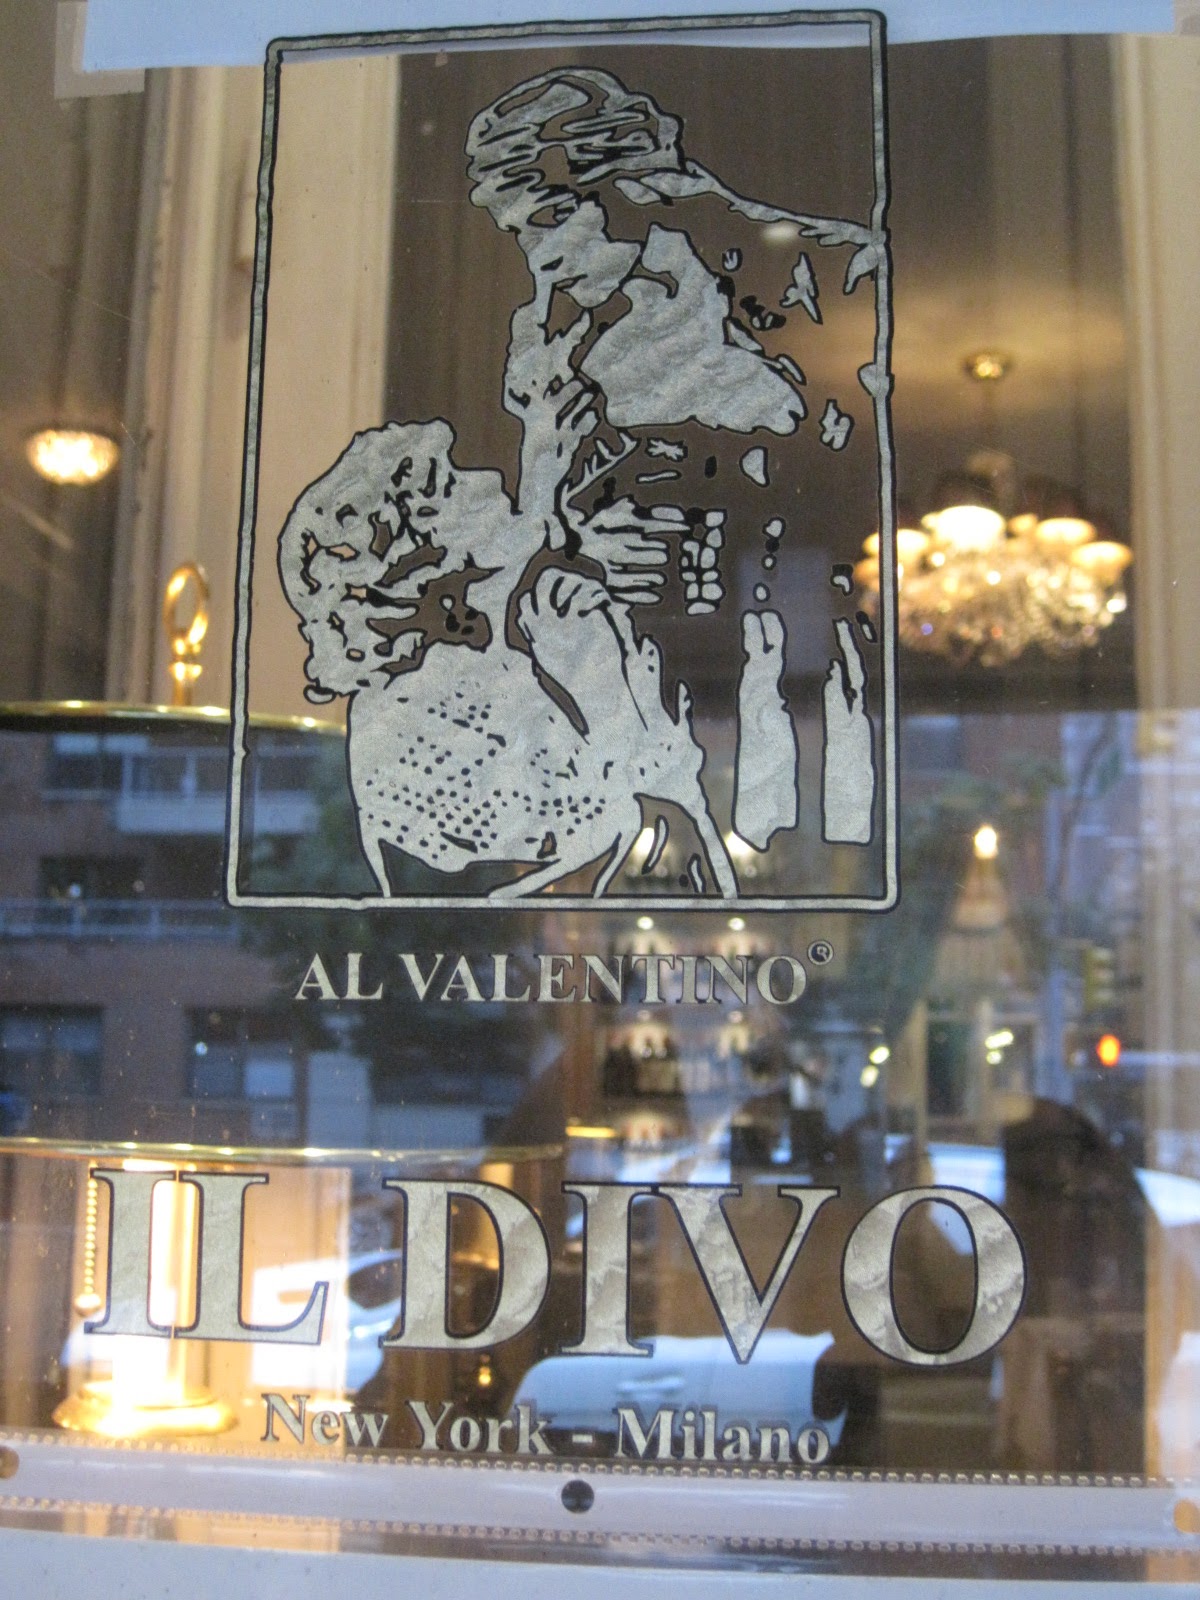 AL VALENTINO®
IL DIVO
New York - Milano